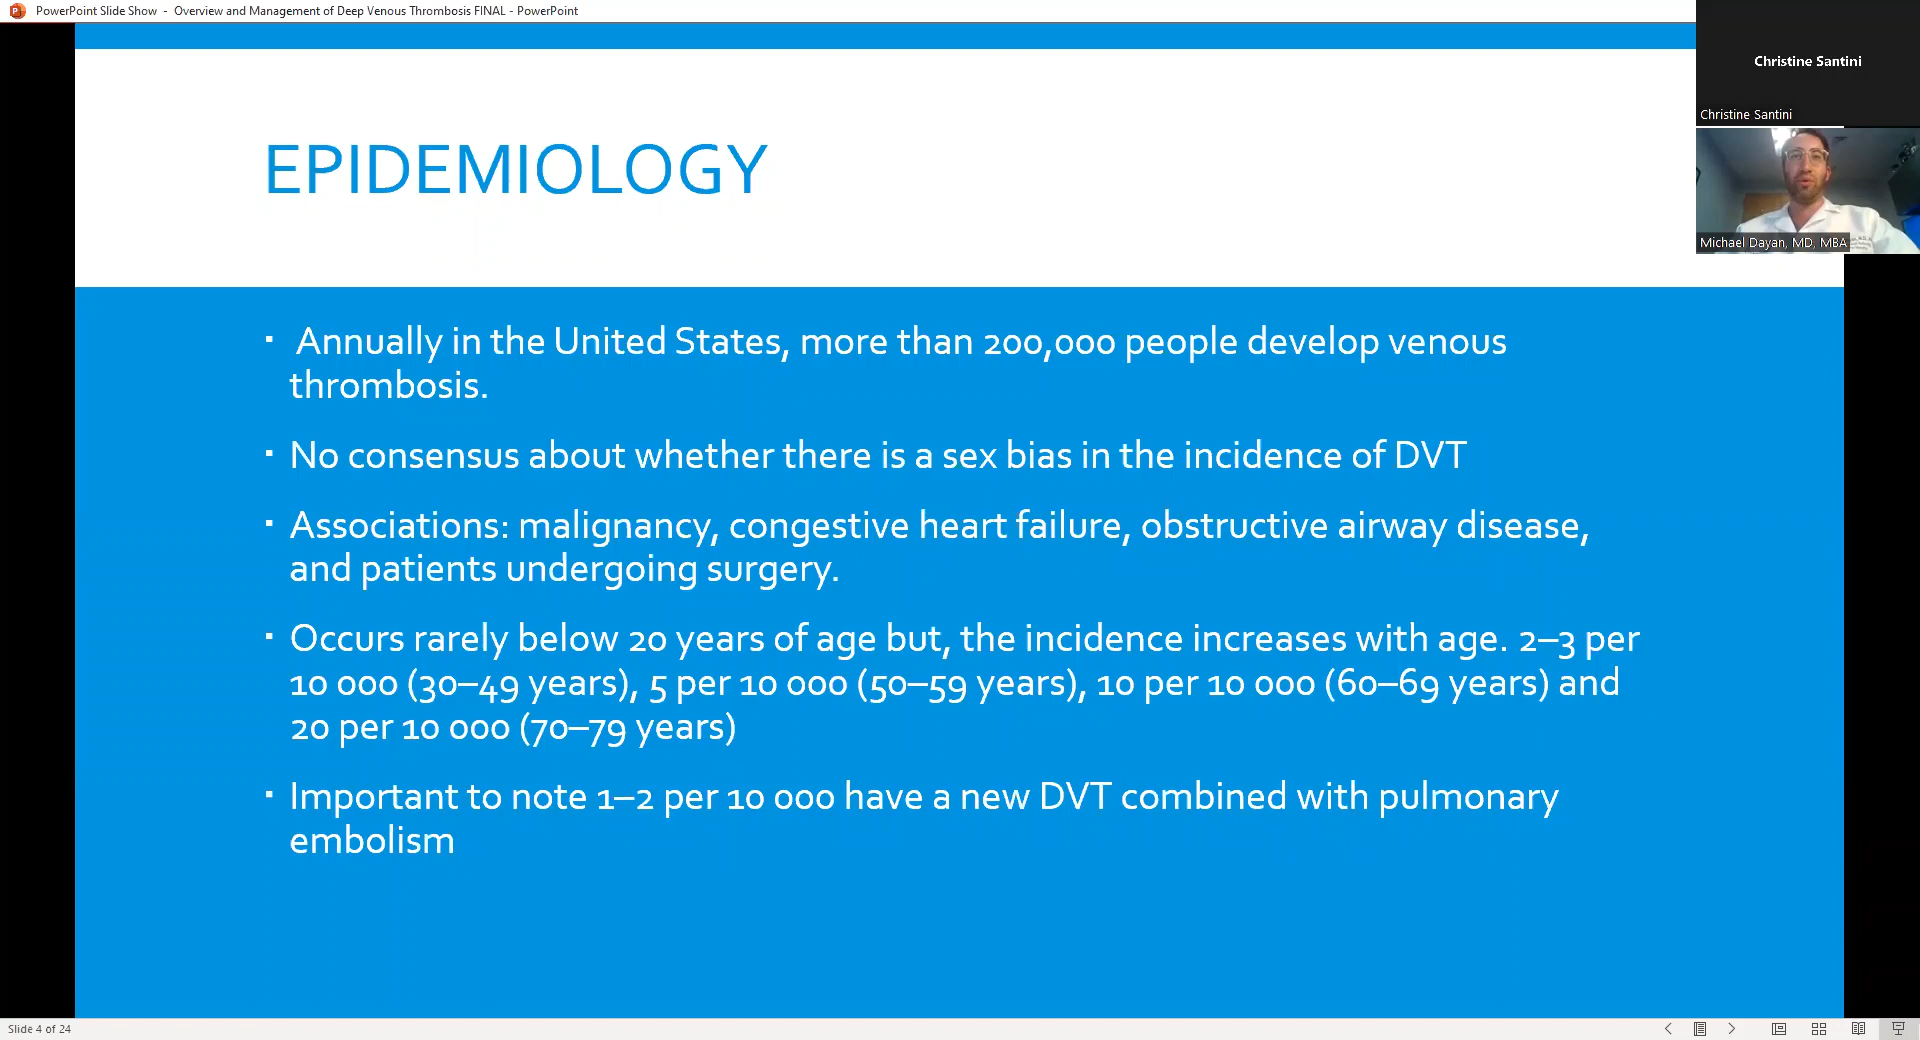 PowerPoint Slide Show - Overview and Management of Deep Venous Thrombosis FINAL - PowerPoint
Christine Santini
Christine Santini
Michael Dayan, MD, MBA
EPIDEMIOLOGY
▪ Annually in the United States, more than 200,000 people develop venous
thrombosis.
▪ No consensus about whether there is a sex bias in the incidence of DVT
▪ Associations: malignancy, congestive heart failure, obstructive airway disease,
and patients undergoing surgery.
▪ Occurs rarely below 20 years of age but, the incidence increases with age. 2–3 per
10 000 (30–49 years), 5 per 10 000 (50–59 years), 10 per 10 000 (60–69 years) and
20 per 10 000 (70–79 years)
▪ Important to note 1–2 per 10 000 have a new DVT combined with pulmonary
embolism
Slide 4 of 24